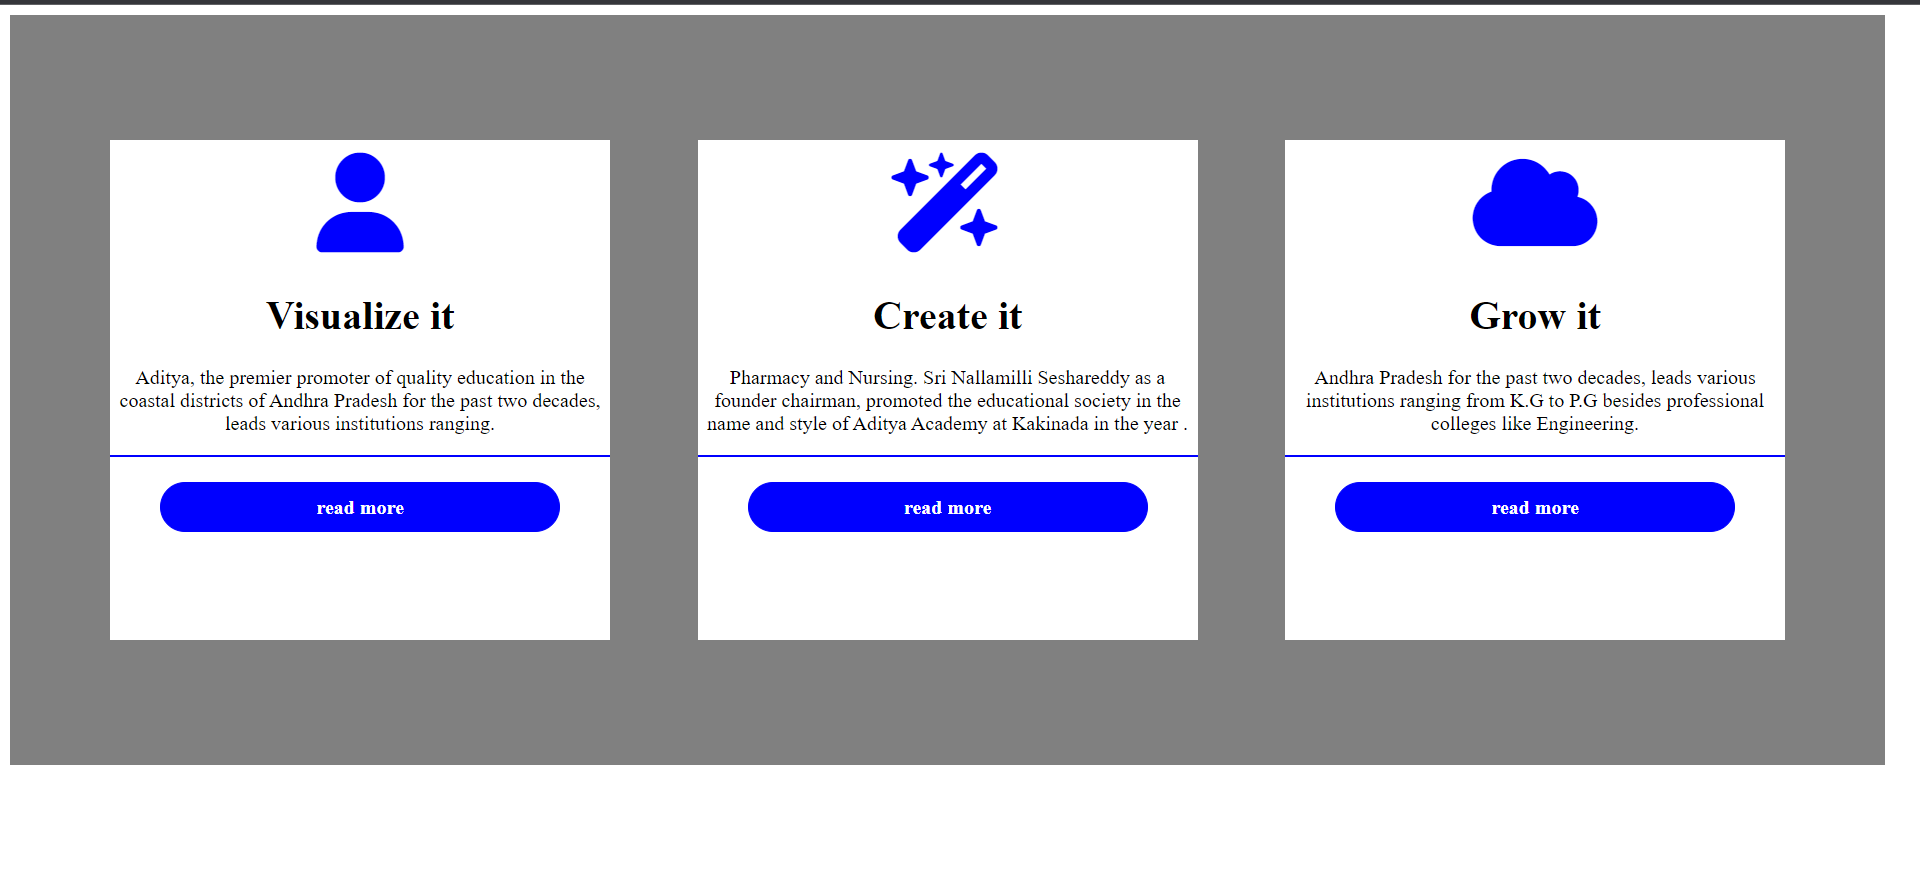 Visualize it
Aditya, the premier promoter of quality education in the
coastal districts of Andhra Pradesh for the past two decades,
leads various institutions ranging.
read more
Create it
Pharmacy and Nursing. Sri Nallamilli Seshareddy as a
founder chairman, promoted the educational society in the
name and style of Aditya Academy at Kakinada in the year .
read more
Grow it
Andhra Pradesh for the past two decades, leads various
institutions ranging from K.G to P.G besides professional
colleges like Engineering.
read more